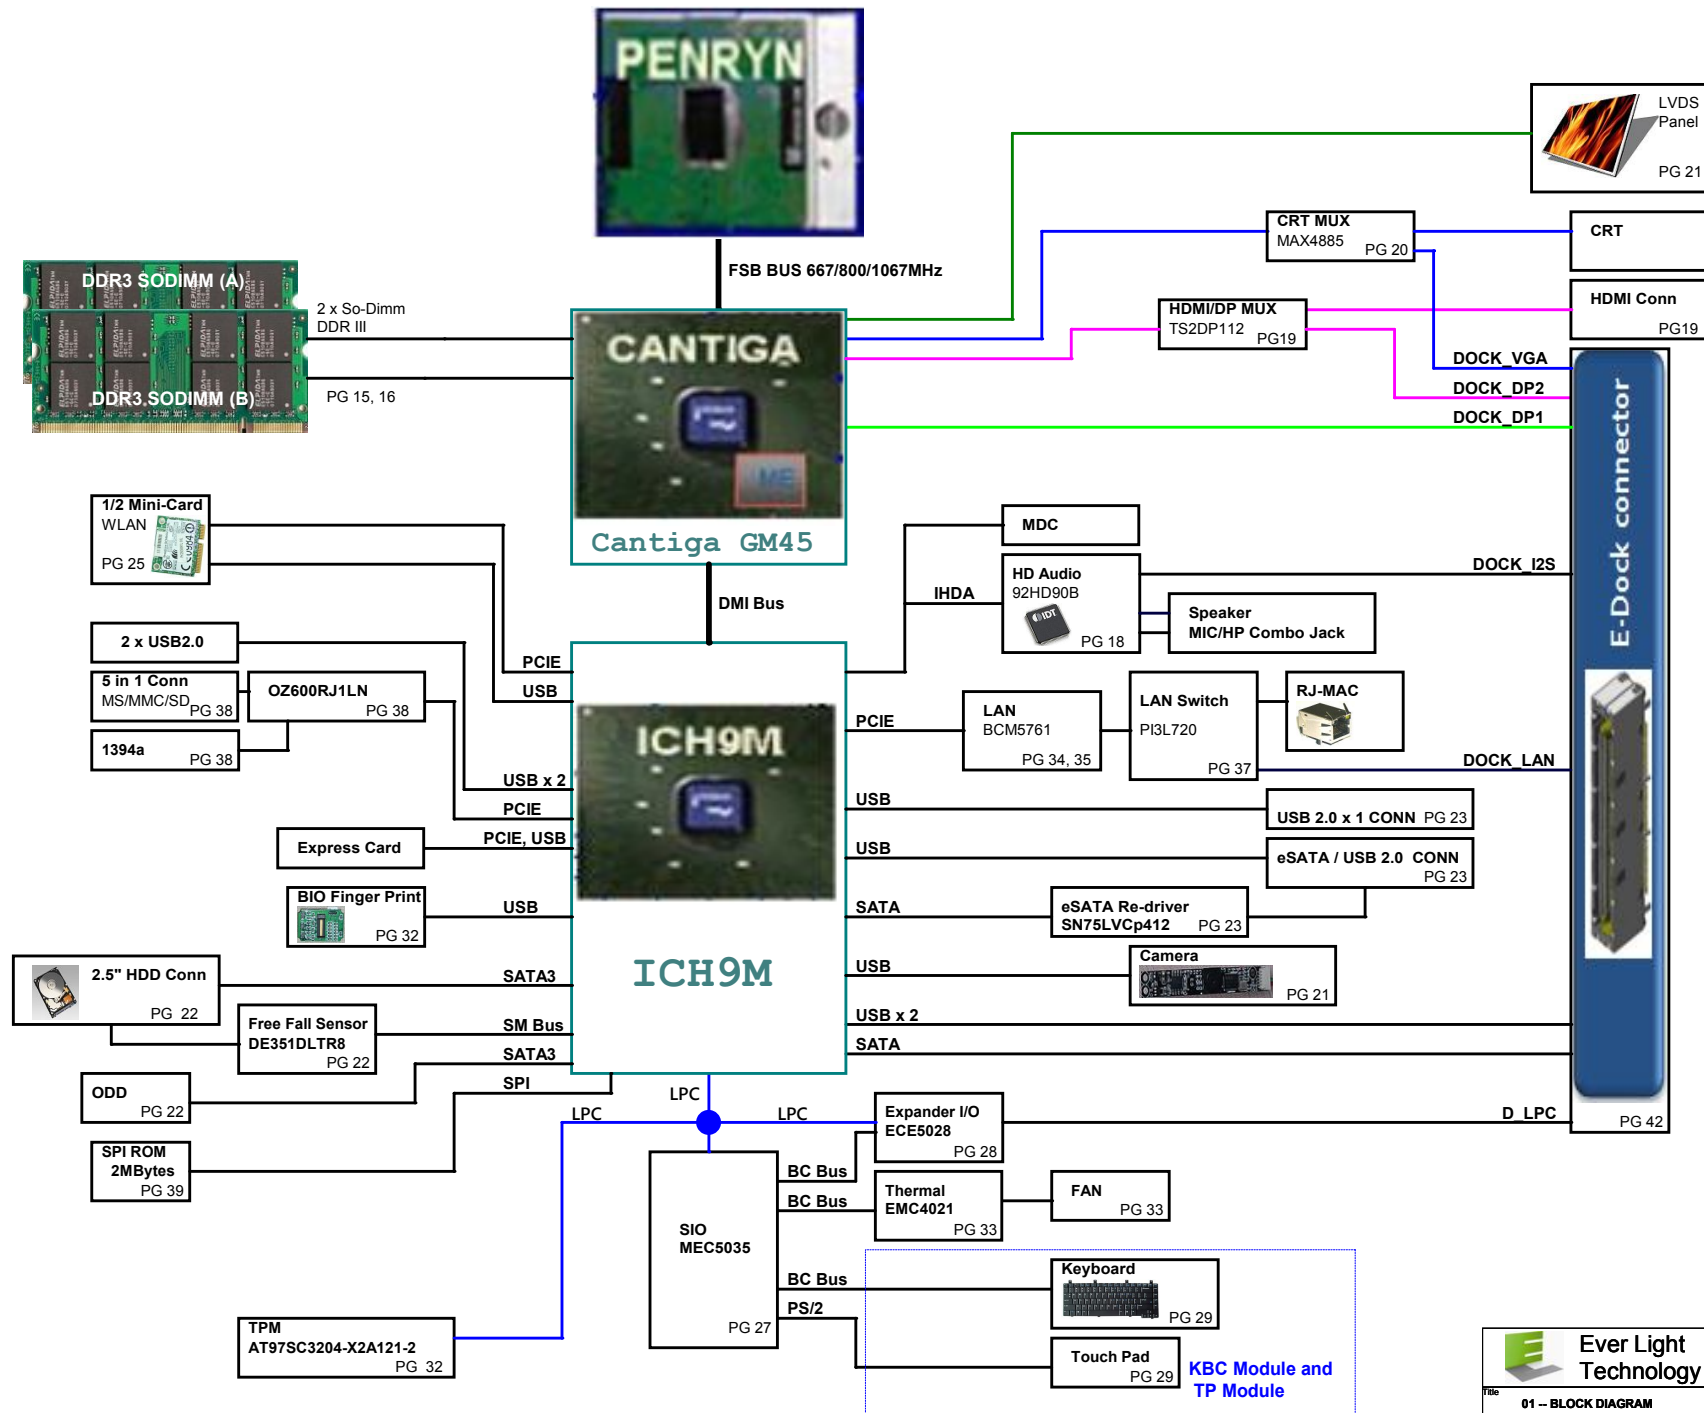 PENRYN
LVDS
Panel
PG 21
CRT MUX
MAX4885
PG 20
CRT
FSB BUS 667/800/1067MHz
DDR3 SODIMM (A)
DDR3 SODIMM (B)
2 x So-Dimm
DDR III
PG 15, 16
HDMI/DP MUX
TS2DP112
PG19
HDMI Conn
PG19
CANTIGA
ME
Cantiga GM45
DOCK_VGA
DOCK_DP2
DOCK_DP1
E-Dock connector
1/2 Mini-Card
WLAN
PG 25
MDC
HD Audio
92HD90B
IDT
PG 18
IHDA
DOCK_I2S
Speaker
MIC/HP Combo Jack
DMI Bus
2 x USB2.0
5 in 1 Conn
MS/MMC/SD
PG 38
OZ600RJ1LN
PG 38
1394a
PG 38
PCIE
USB
USB x 2
PCIE
ICH9M
PCIE
LAN
BCM5761
PG 34, 35
LAN Switch
PI3L720
PG 37
RJ-MAC
DOCK_LAN
USB
USB 2.0 x 1 CONN PG 23
Express Card
PCIE, USB
USB
eSATA / USB 2.0 CONN
PG 23
BIO Finger Print
PG 32
USB
SATA
eSATA Re-driver
SN75LVCp412
PG 23
2.5" HDD Conn
PG 22
SATA3
ICH9M
USB
Camera
PG 21
Free Fall Sensor
DE351DLTR8
PG 22
SM Bus
SATA3
SPI
USB x 2
SATA
ODD
PG 22
LPC
LPC
LPC
Expander I/O
ECE5028
PG 28
D_LPC
PG 42
SPI ROM
2MBytes
PG 39
SIO
MEC5035
PG 27
BC Bus
BC Bus
BC Bus
PS/2
Thermal
EMC4021
PG 33
FAN
PG 33
Keyboard
PG 29
Touch Pad
PG 29
KBC Module and
TP Module
TPM
AT97SC3204-X2A121-2
PG 32
Ever Light
Technology
Title
01 -- BLOCK DIAGRAM